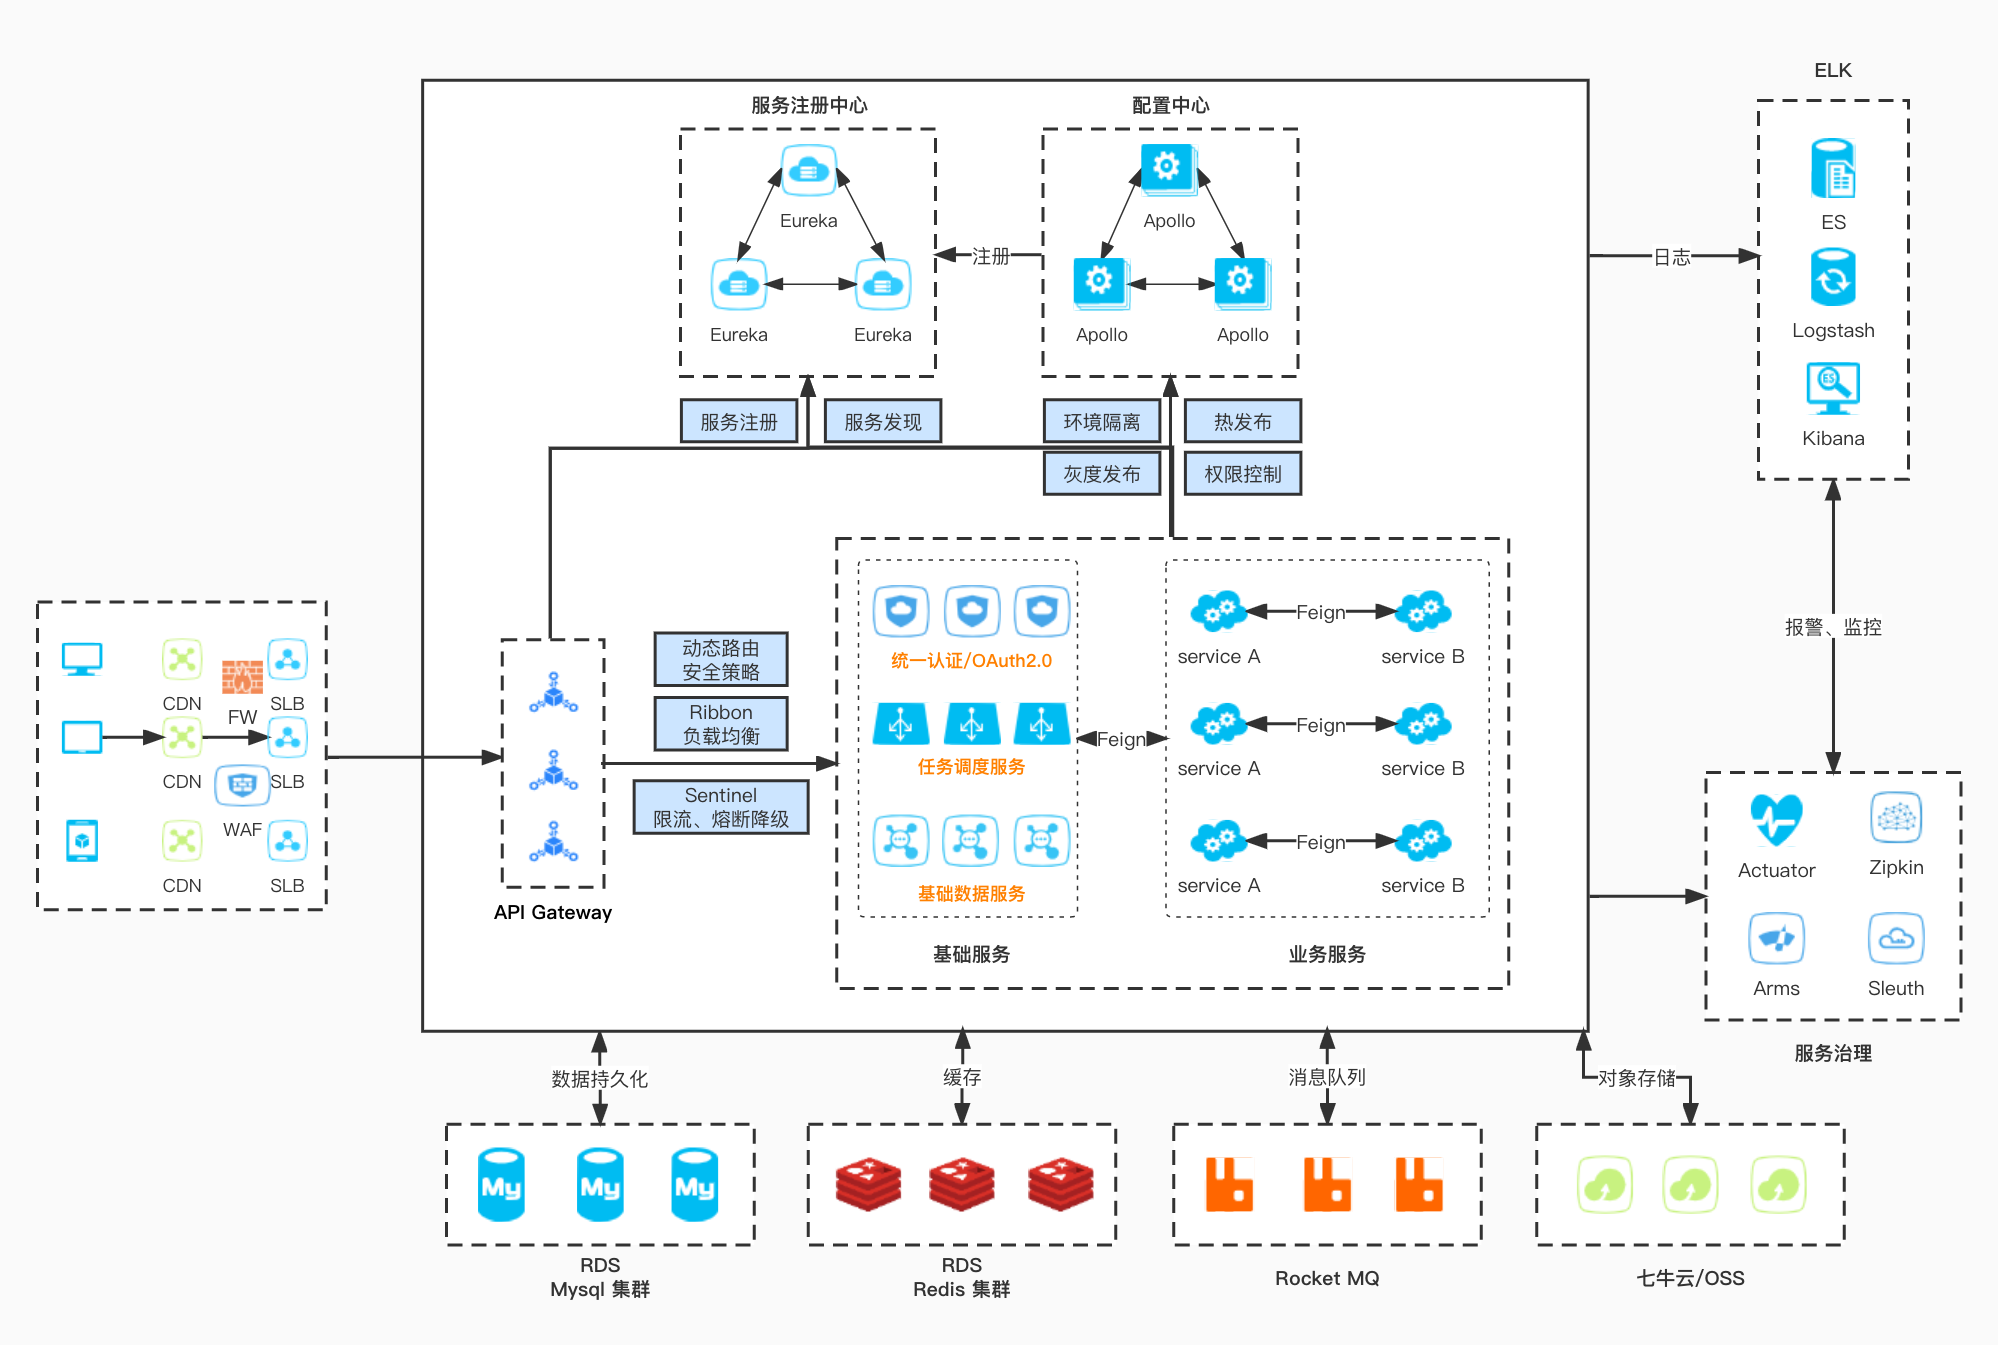 ELK
服务注册中心
配置中心
Eureka
Eureka
Eureka
注册
Apollo
Apollo
Apollo
日志
ES
Logstash
ES
Kibana
服务注册
服务发现
环境隔离
热发布
灰度发布
权限控制
报警、监控
CDN
FW
SLB
CDN
SLB
WAF
CDN
SLB
API Gateway
动态路由
安全策略
Ribbon
负载均衡
Sentinel
限流、熔断降级
统一认证/OAuth2.0
任务调度服务
基础数据服务
基础服务
Feign
service A
Feign
service B
service A
Feign
service B
service A
Feign
service B
业务服务
Actuator
Zipkin
Arms
Sleuth
服务治理
数据持久化
缓存
消息队列
对象存储
My
My
My
RDS
Mysql 集群
RDS
Redis 集群
Rocket MQ
七牛云/OSS